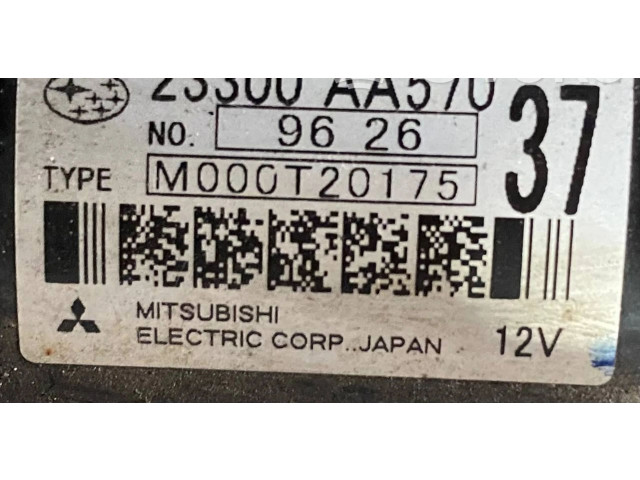 23300 AA570
37
NO. 96 26
TYPE M000T20175
MITSUBISHI
ELECTRIC CORP., JAPAN
12V